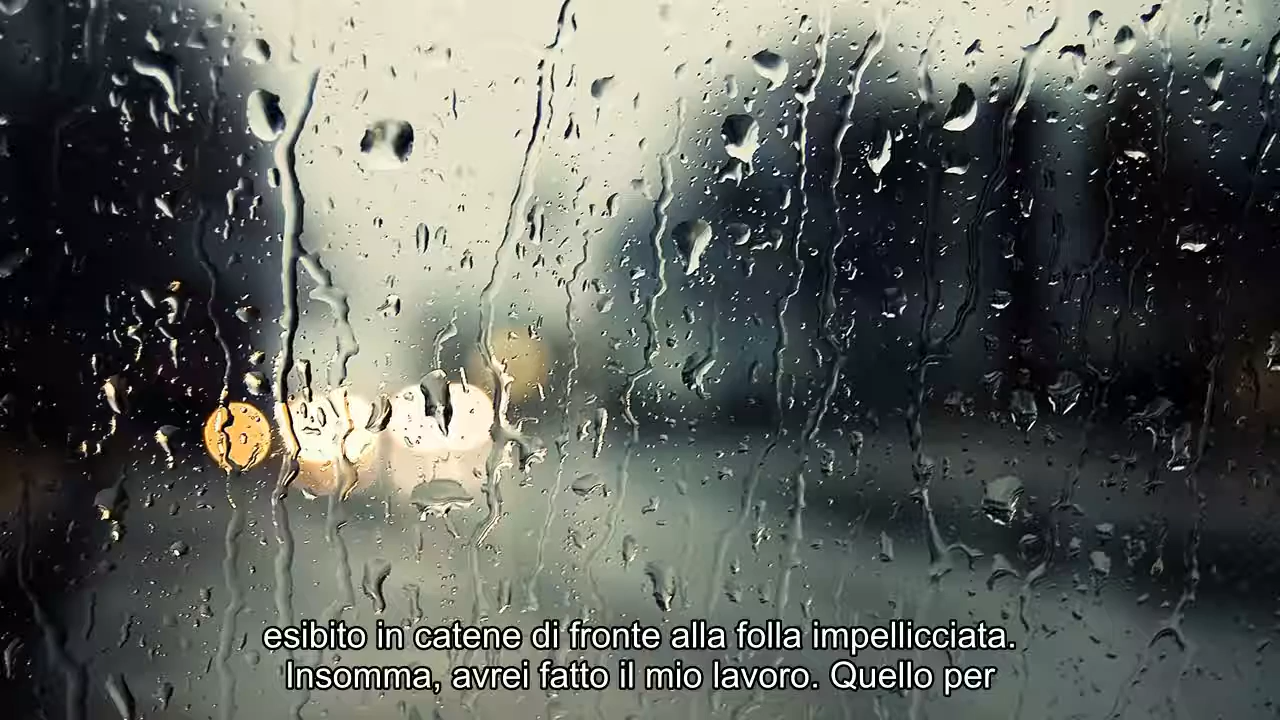 esibito in catene di fronte alla folla impellicciata.
Insomma, avrei fatto il mio lavoro. Quello per